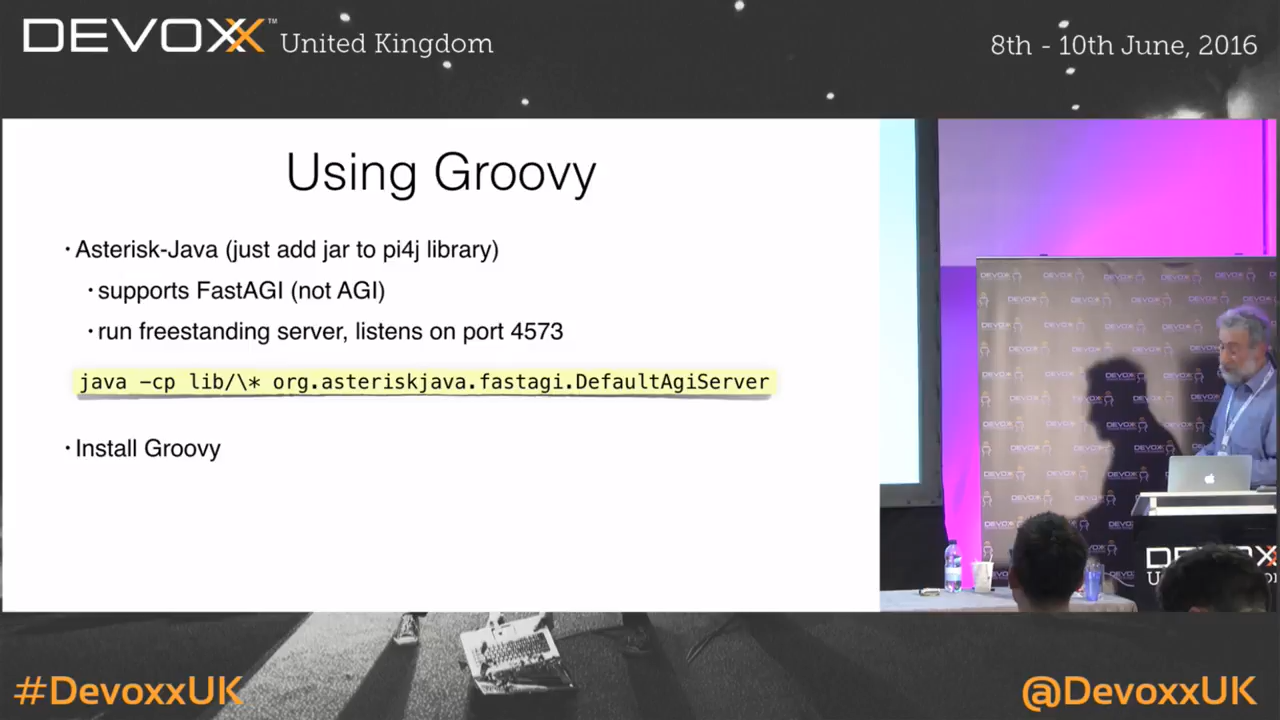 DEVOXX™ United Kingdom
8th - 10th June, 2016
Using Groovy
· Asterisk-Java (just add jar to pi4j library)
· supports FastAGI (not AGI)
· run freestanding server, listens on port 4573
java -cp lib/\* org.asteriskjava.fastagi.DefaultAgiServer
· Install Groovy
DEVOXX
#DevoxxUK
@DevoxxUK